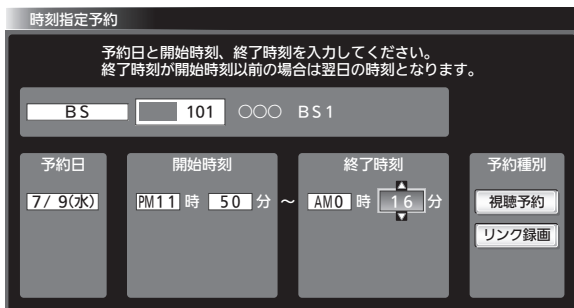 時刻指定予約
予約日と開始時刻、終了時刻を入力してください。
終了時刻が開始時刻以前の場合は翌日の時刻となります。
BS 101 ○○○ BS1
予約日 開始時刻 終了時刻 予約種別
7/ 9(水) PM11 時 50 分 ～ AM0 時 16 分 視聴予約
リンク録画